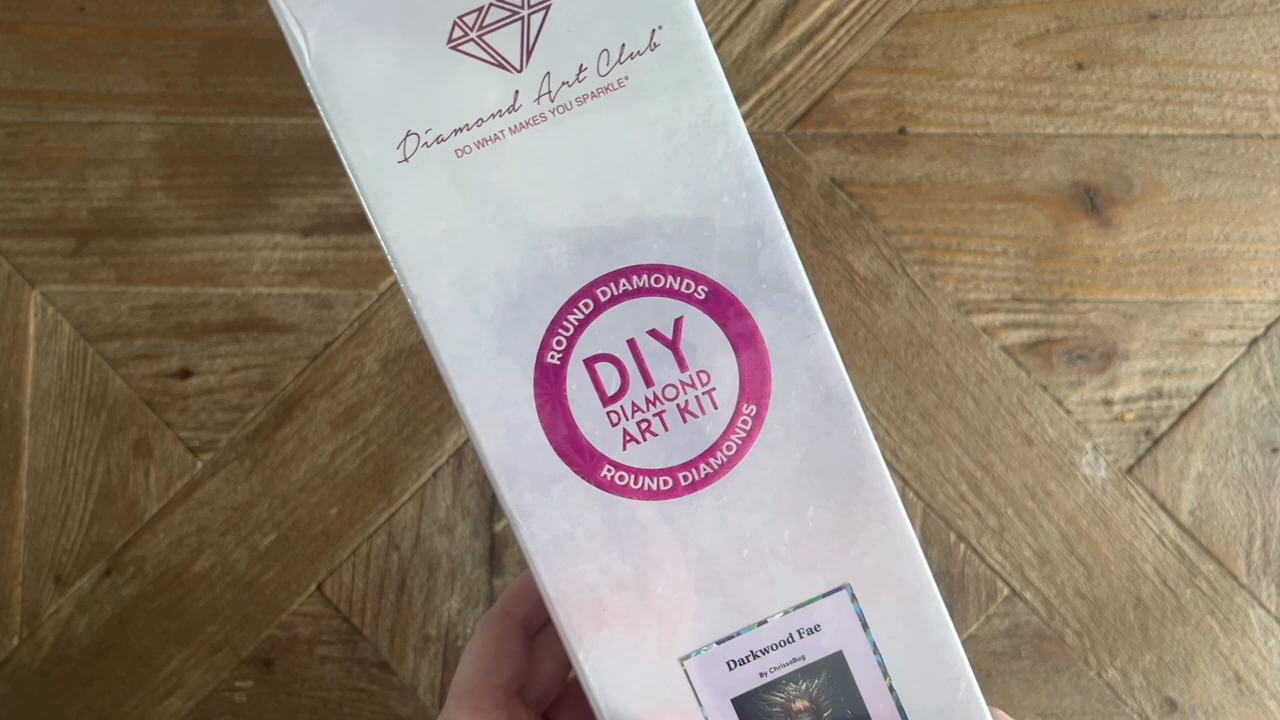 Diamond Art Club®
DO WHAT MAKES YOU SPARKLE®
ROUND DIAMONDS
DIY
DIAMOND
ART KIT
ROUND DIAMONDS
Darkwood Fae
By ChrissaBug